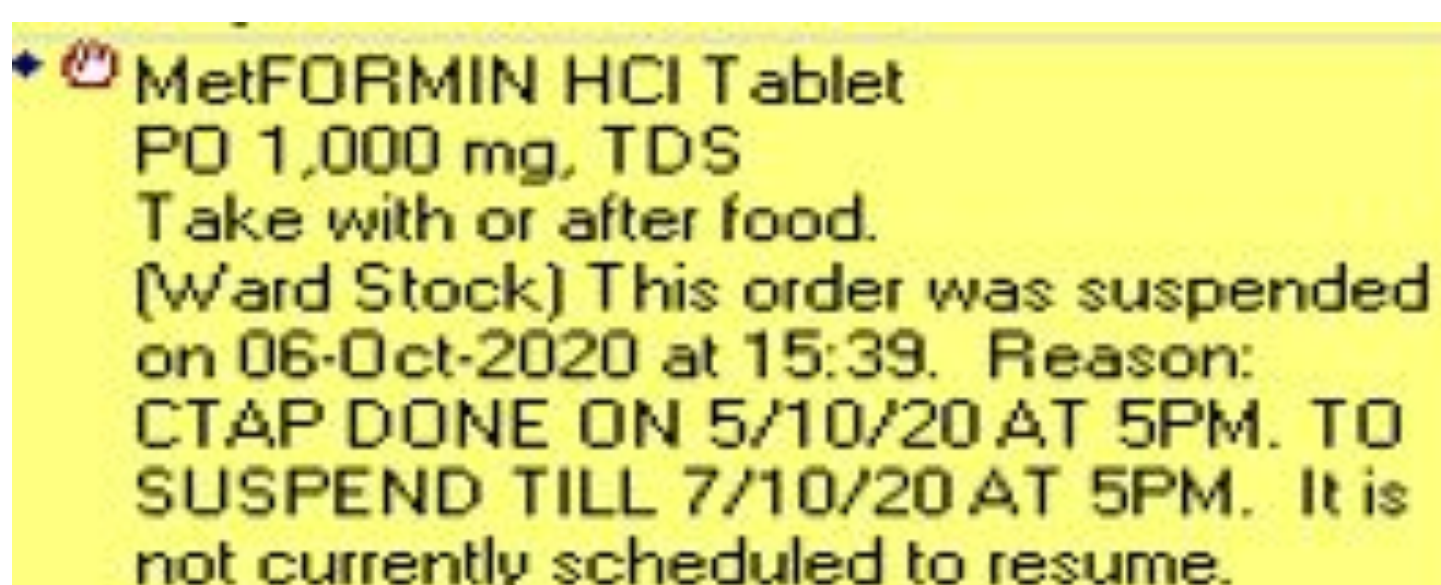 MetFORMIN HCl Tablet
PO 1,000 mg, TDS
Take with or after food.
(Ward Stock) This order was suspended
on 06-Oct-2020 at 15:39. Reason:
CTAP DONE ON 5/10/20 AT 5PM. TO
SUSPEND TILL 7/10/20 AT 5PM. It is
not currently scheduled to resume.